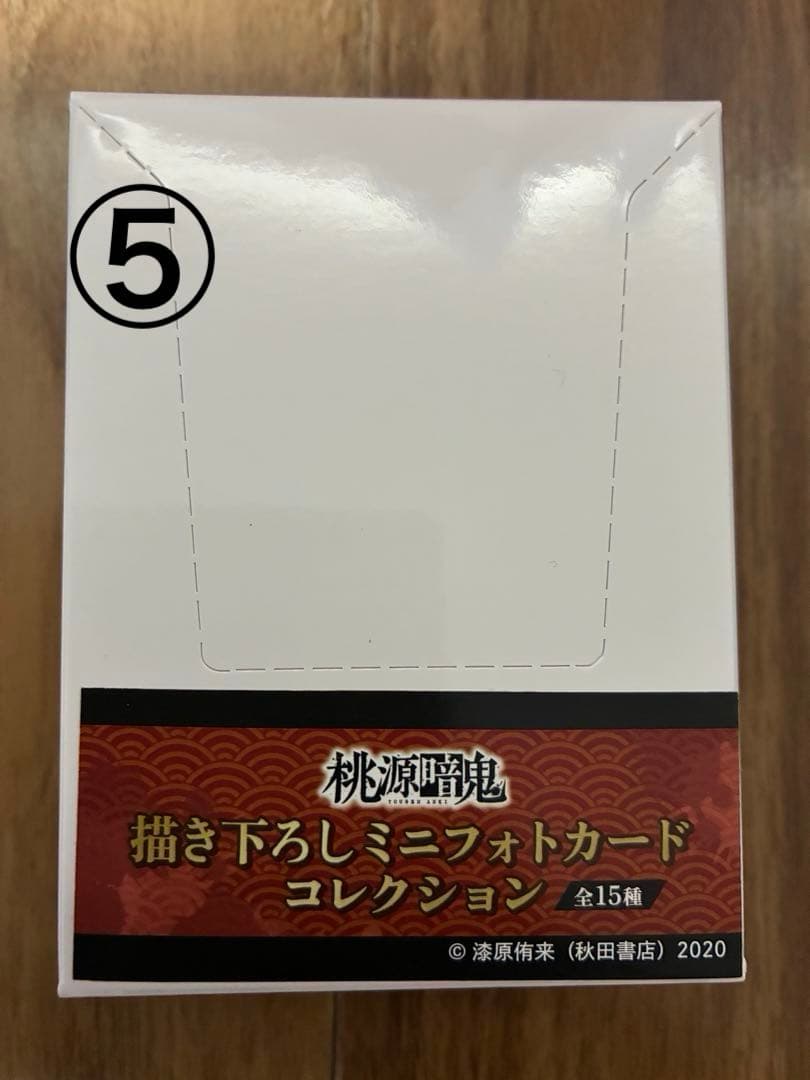 ⑤
桃源暗鬼
TOUGEN ANKI
描き下ろしミニフォトカード
コレクション 全15種
© 漆原侑来（秋田書店）2020